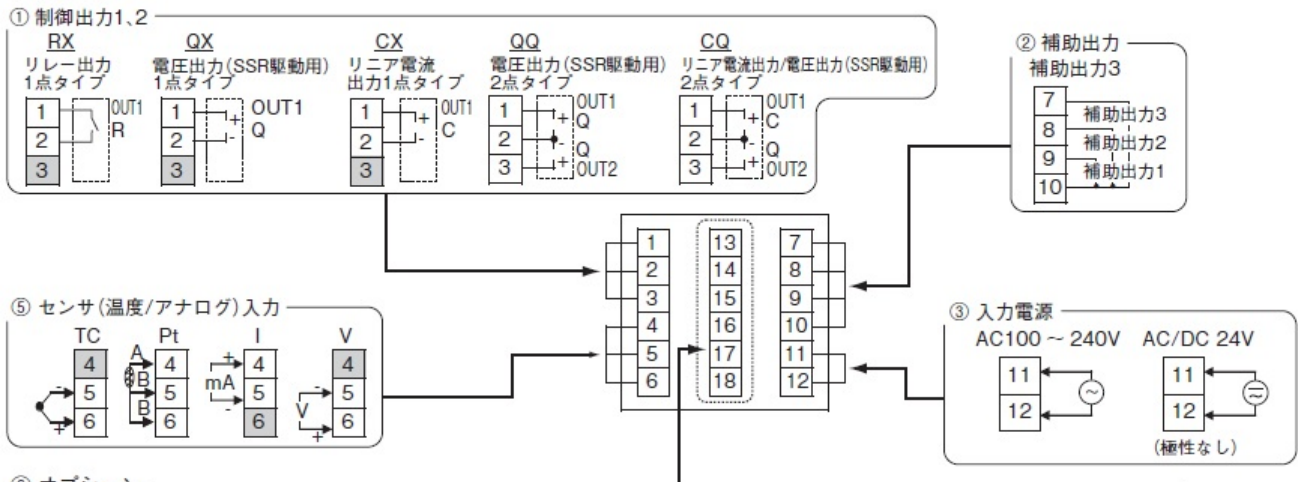 ① 制御出力1、2
RX
リレー出力
1点タイプ
1
2
3
OUT1
R
QX
電圧出力(SSR駆動用)
1点タイプ
1
2
3
+
-
OUT1
Q
CX
リニア電流
出力1点タイプ
1
2
3
+
-
OUT1
C
QQ
電圧出力(SSR駆動用)
2点タイプ
1
2
3
OUT1
+
Q
-
Q
+
OUT2
CQ
リニア電流出力/電圧出力(SSR駆動用)
2点タイプ
1
2
3
OUT1
+
C
-
Q
+
OUT2
② 補助出力
補助出力3
7
8
9
10
補助出力3
補助出力2
補助出力1
1
2
3
4
5
6
13
14
15
16
17
18
7
8
9
10
11
12
③ 入力電源
AC100 ~ 240V
11
12
~
AC/DC 24V
11
12
(極性なし)
⑤ センサ(温度/アナログ)入力
TC
4
5
6
-
+
Pt
A
B
B
4
5
6
I
+
mA
-
4
5
6
V
-
V
+
4
5
6